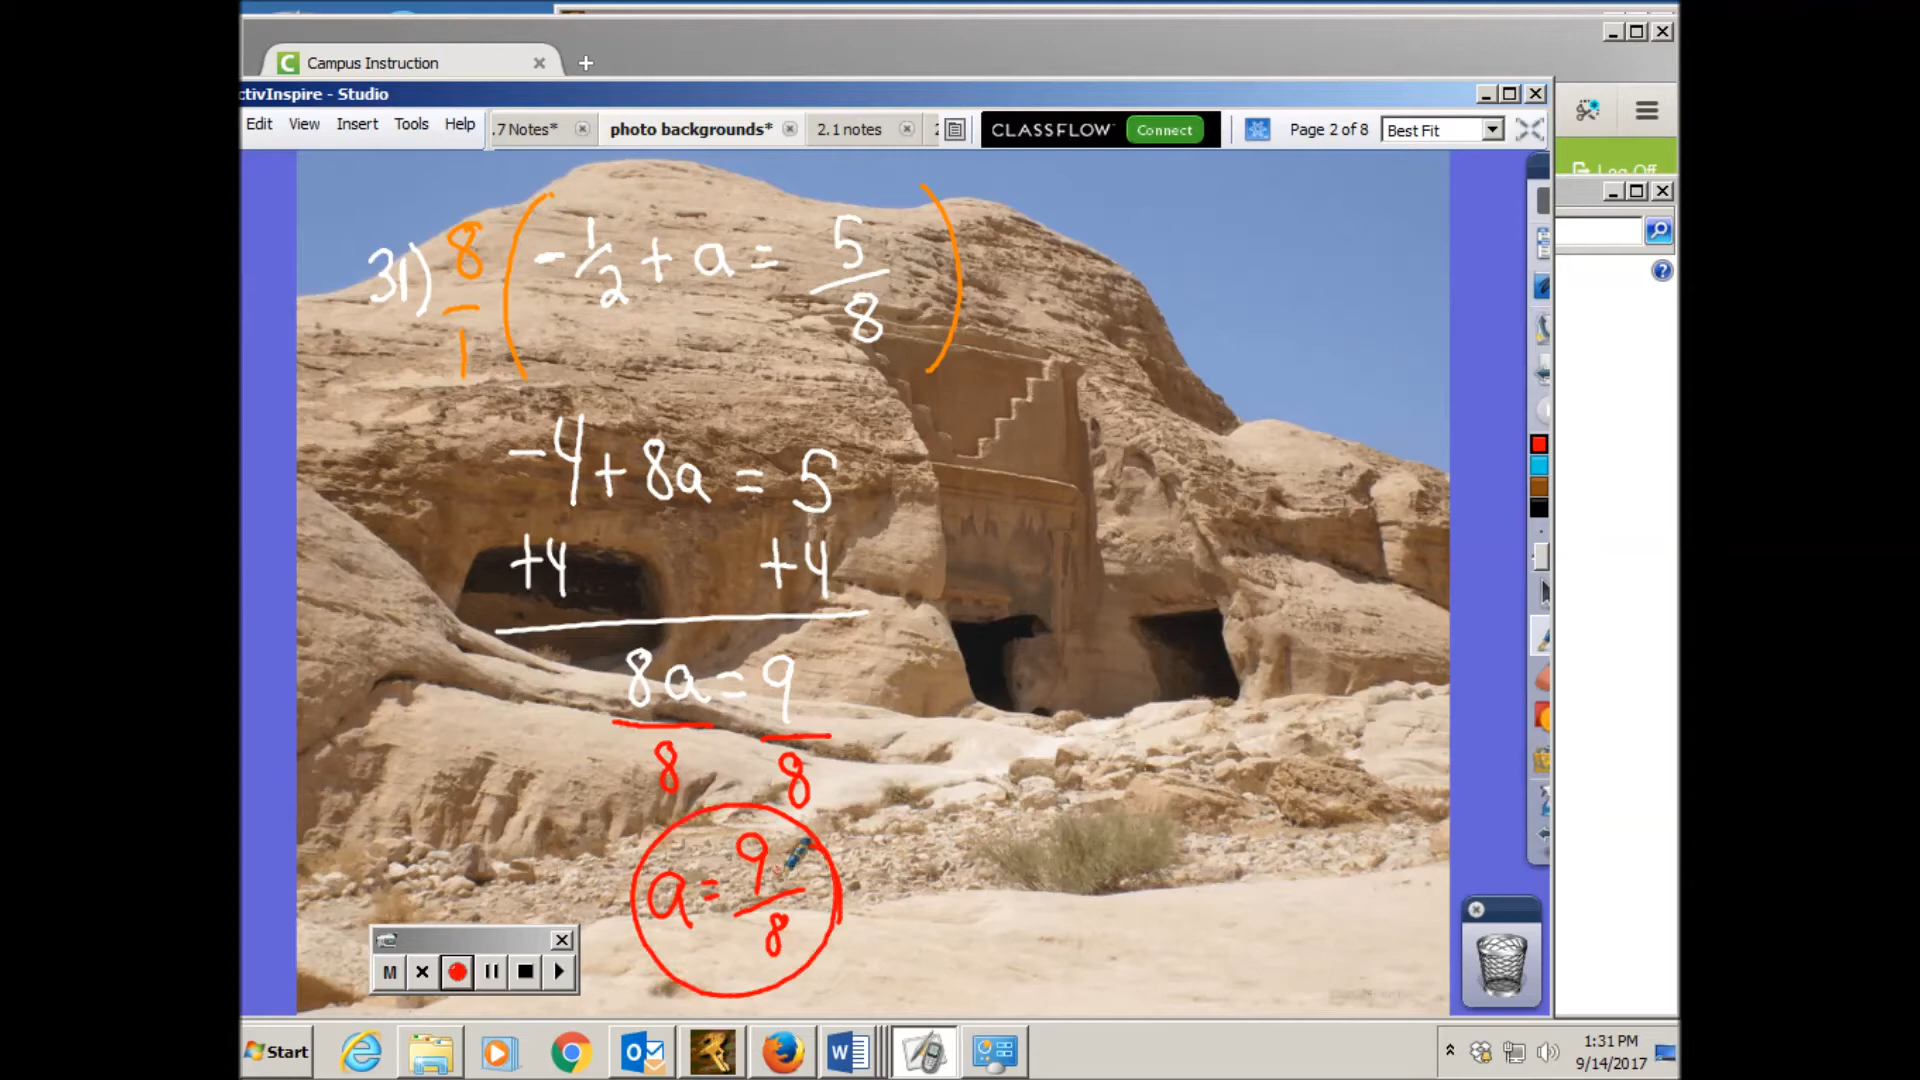 Campus Instruction
ctivInspire - Studio
Edit View Insert Tools Help
.7 Notes* photo backgrounds* 2.1 notes CLASSFLOW Connect Page 2 of 8 Best Fit
Log Off
31) 8/1 ( -1/2 + a = 5/8 )
-4 + 8a = 5
+4 +4
8a = 9
8 8
a = 9/8
M
Start
1:31 PM
9/14/2017